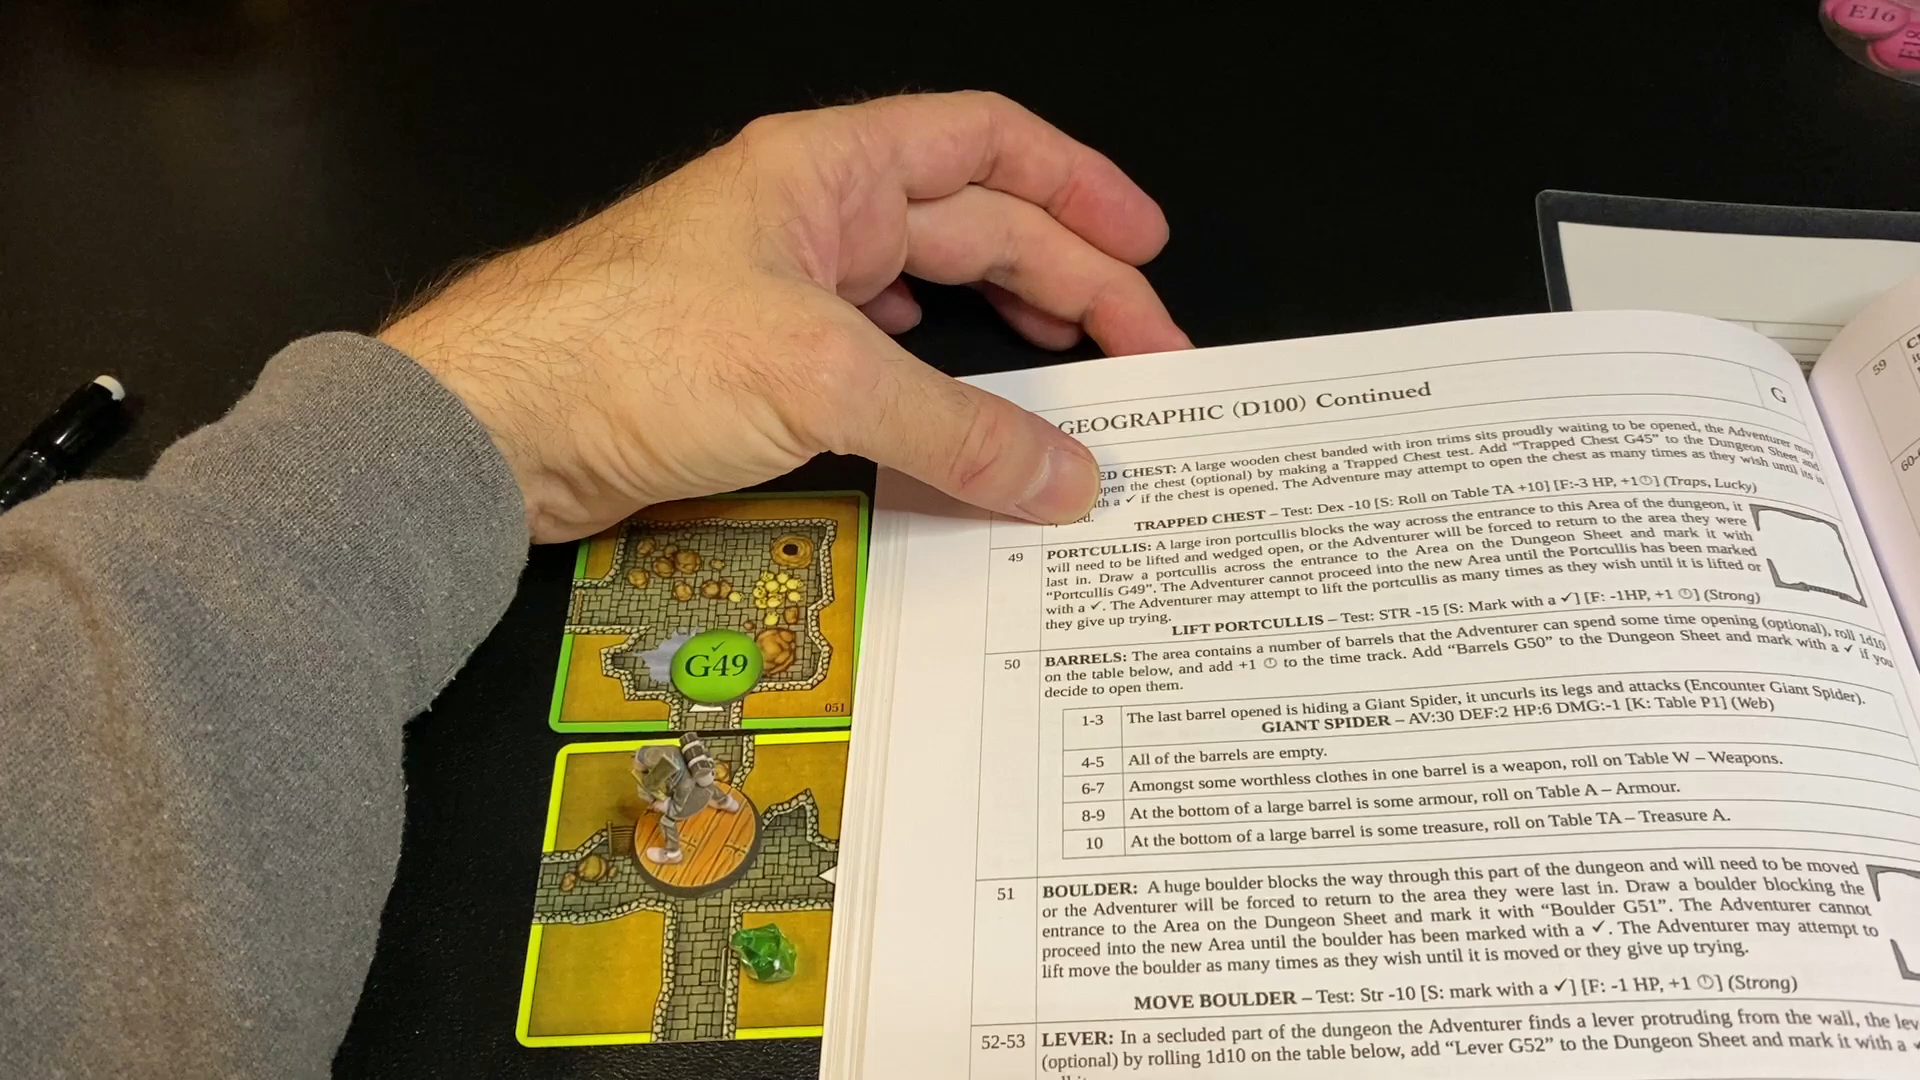 E16
E18
GEOGRAPHIC (D100) Continued
G
ED CHEST: A large wooden chest banded with iron trims sits proudly waiting to be opened, the Adventurer may
open the chest (optional) by making a Trapped Chest test. Add “Trapped Chest G45” to the Dungeon Sheet and
with a ✓ if the chest is opened. The Adventure may attempt to open the chest as many times as they wish until its is
TRAPPED CHEST – Test: Dex -10 [S: Roll on Table TA +10] [F:-3 HP, +1🕐] (Traps, Lucky)
49
PORTCULLIS: A large iron portcullis blocks the way across the entrance to this Area of the dungeon, it
will need to be lifted and wedged open, or the Adventurer will be forced to return to the area they were
last in. Draw a portcullis across the entrance to the Area on the Dungeon Sheet and mark it with
“Portcullis G49”. The Adventurer cannot proceed into the new Area until the Portcullis has been marked
with a ✓. The Adventurer may attempt to lift the portcullis as many times as they wish until it is lifted or
they give up trying.
LIFT PORTCULLIS – Test: STR -15 [S: Mark with a ✓] [F: -1HP, +1 🕐] (Strong)
50
BARRELS: The area contains a number of barrels that the Adventurer can spend some time opening (optional), roll 1d10
on the table below, and add +1 🕐 to the time track. Add “Barrels G50” to the Dungeon Sheet and mark with a ✓ if you
decide to open them.
1-3 The last barrel opened is hiding a Giant Spider, it uncurls its legs and attacks (Encounter Giant Spider).
GIANT SPIDER – AV:30 DEF:2 HP:6 DMG:-1 [K: Table P1] (Web)
4-5 All of the barrels are empty.
6-7 Amongst some worthless clothes in one barrel is a weapon, roll on Table W – Weapons.
8-9 At the bottom of a large barrel is some armour, roll on Table A – Armour.
10 At the bottom of a large barrel is some treasure, roll on Table TA – Treasure A.
51
BOULDER: A huge boulder blocks the way through this part of the dungeon and will need to be moved
or the Adventurer will be forced to return to the area they were last in. Draw a boulder blocking the
entrance to the Area on the Dungeon Sheet and mark it with “Boulder G51”. The Adventurer cannot
proceed into the new Area until the boulder has been marked with a ✓. The Adventurer may attempt to
lift move the boulder as many times as they wish until it is moved or they give up trying.
MOVE BOULDER – Test: Str -10 [S: mark with a ✓] [F: -1 HP, +1 🕐] (Strong)
52-53
LEVER: In a secluded part of the dungeon the Adventurer finds a lever protruding from the wall, the lev
(optional) by rolling 1d10 on the table below, add “Lever G52” to the Dungeon Sheet and mark it with a ✓
59
✓
G49
051